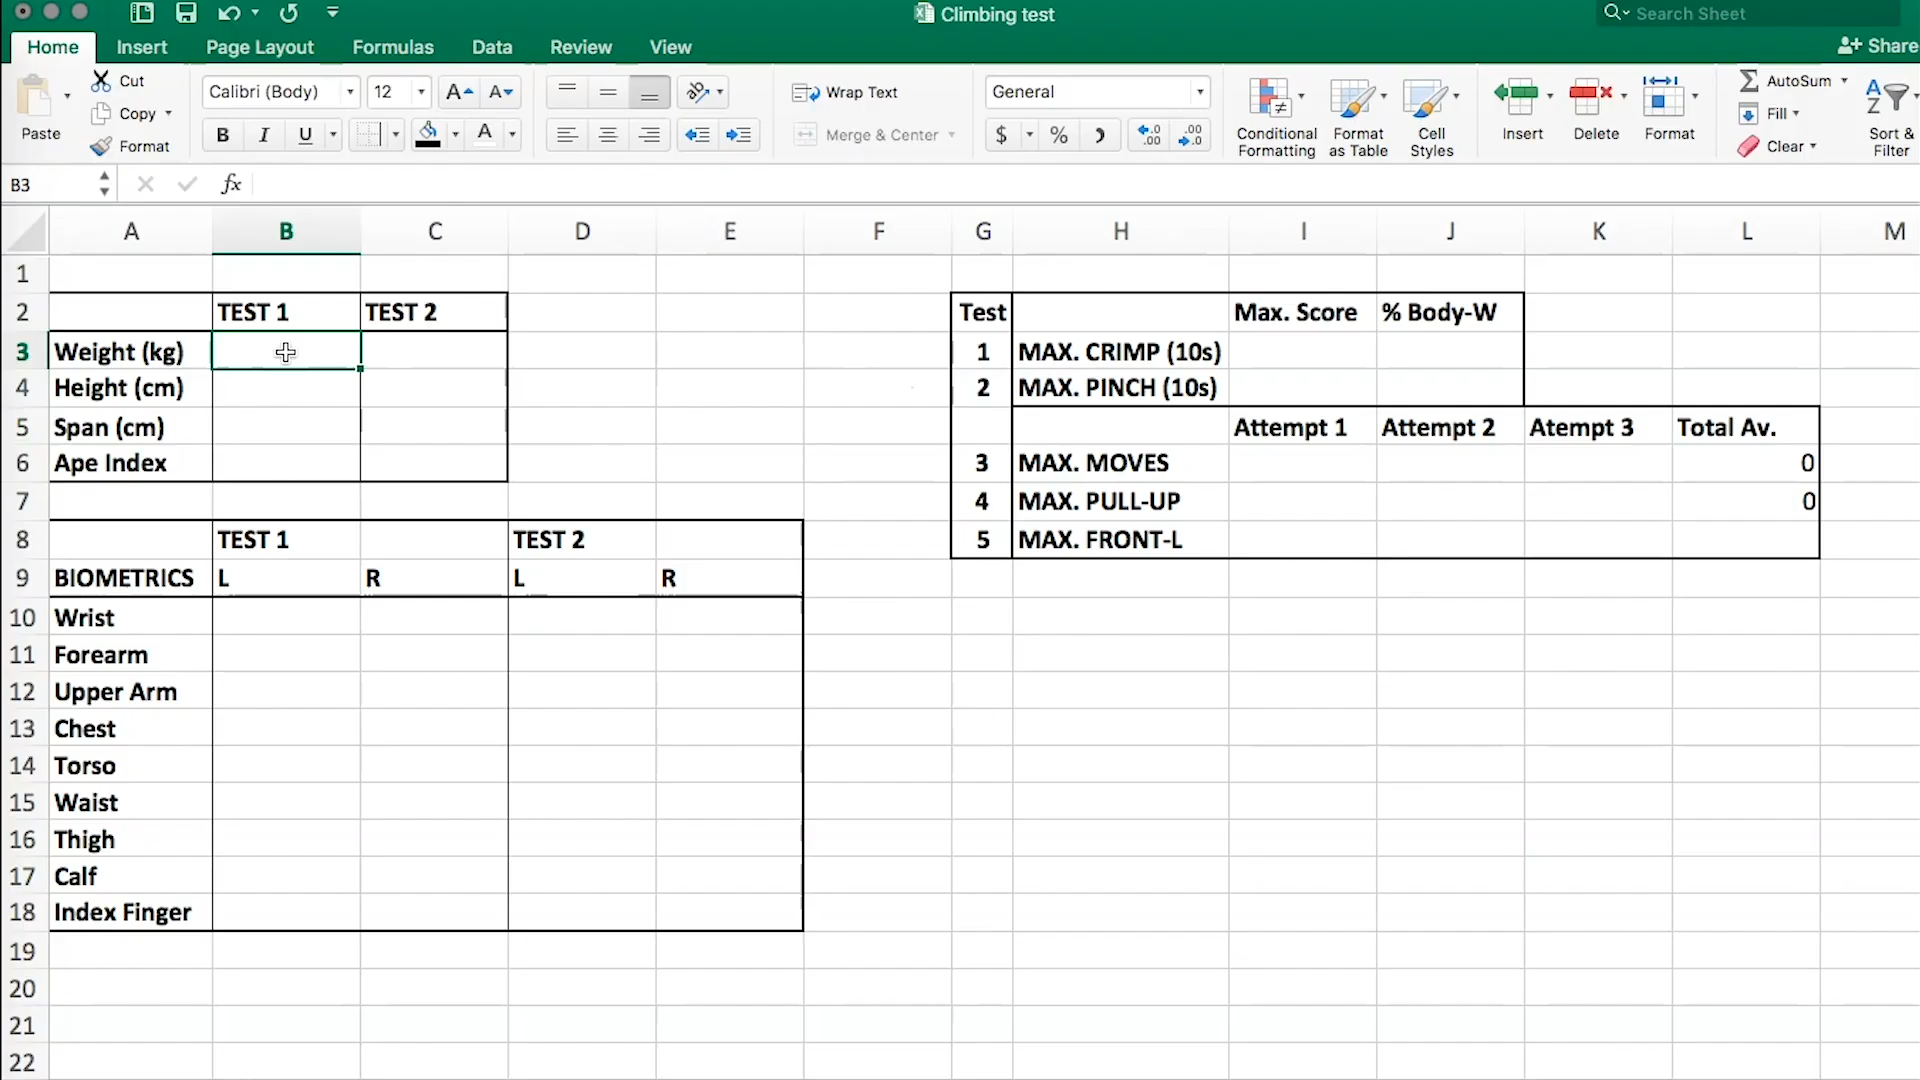 Climbing test
Search Sheet
Home Insert Page Layout Formulas Data Review View
Share
Paste
Cut
Copy
Format
Calibri (Body) 12
A A
B I U A
Wrap Text
Merge & Center
General
$ % )
.0 .00
.00 .0
Conditional Formatting
Format as Table
Cell Styles
Insert
Delete
Format
AutoSum
Fill
Clear
A Z
Sort & Filter
B3
fx
A B C D E F G H I J K L M
1
2 TEST 1 TEST 2 Test Max. Score % Body-W
3 Weight (kg) 1 MAX. CRIMP (10s)
4 Height (cm) 2 MAX. PINCH (10s)
5 Span (cm) Attempt 1 Attempt 2 Atempt 3 Total Av.
6 Ape Index 3 MAX. MOVES 0
7 4 MAX. PULL-UP 0
8 TEST 1 TEST 2 5 MAX. FRONT-L
9 BIOMETRICS L R L R
10 Wrist
11 Forearm
12 Upper Arm
13 Chest
14 Torso
15 Waist
16 Thigh
17 Calf
18 Index Finger
19
20
21
22